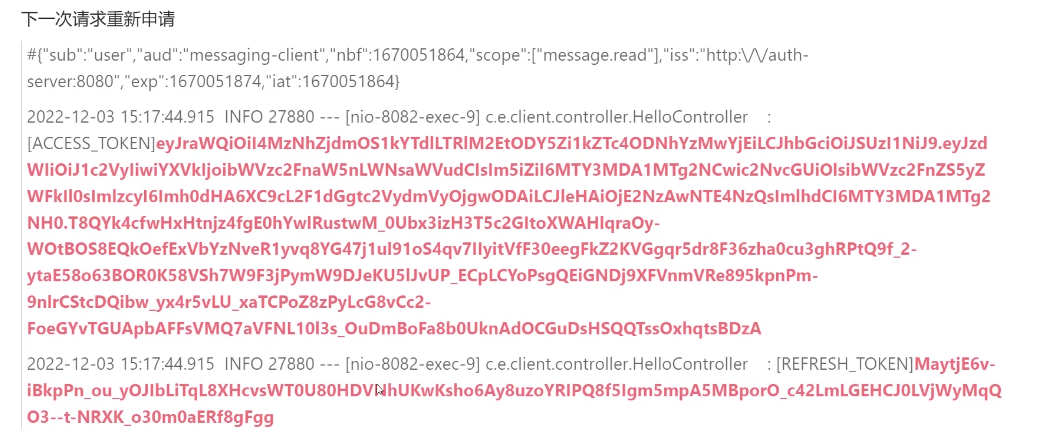 下一次请求重新申请
#{"sub":"user","aud":"messaging-client","nbf":1670051864,"scope":["message.read"],"iss":"http:\/\/auth-
server:8080","exp":1670051874,"iat":1670051864}
2022-12-03 15:17:44.915 INFO 27880 --- [nio-8082-exec-9] c.e.client.controller.HelloController :
[ACCESS_TOKEN]eyJraWQiOiI4MzNhZjdmOS1kYTdlLTRlM2EtODY5Zi1kZTc4ODNhYzMwYjEiLCJhbGciOiJSUzI1NiJ9.eyJzd
WIiOiJ1c2VyIiwiYXVkIjoibWVzc2FnaW5nLWNsaWVudCIsIm5iZiI6MTY3MDA1MTg2NCwic2NvcGUiOlsibWVzc2FnZS5yZ
WFkIl0sImlzcyI6Imh0dHA6XC9cL2F1dGgtc2VydmVyOjgwODAiLCJleHAiOjE2NzAwNTE4NzQsImlhdCI6MTY3MDA1MTg2
NH0.T8QYk4cfwHxHtnjz4fgE0hYwlRustwM_0Ubx3izH3T5c2GItoXWAHlqraOy-
WOtBOS8EQkOefExVbYzNveR1yvq8YG47j1ul91oS4qv7IIyitVfF30eegFkZ2KVGgqr5dr8F36zha0cu3ghRPtQ9f_2-
ytaE58o63BOR0K58VSh7W9F3jPymW9DJeKU5lJvUP_ECpLCYoPsgQEiGNDj9XFVnmVRe895kpnPm-
9nlrCStcDQibw_yx4r5vLU_xaTCPoZ8zPyLcG8vCc2-
FoeGYvTGUApbAFFsVMQ7aVFNL10l3s_OuDmBoFa8b0UknAdOCGuDsHSQQTssOxhqtsBDzA
2022-12-03 15:17:44.915 INFO 27880 --- [nio-8082-exec-9] c.e.client.controller.HelloController : [REFRESH_TOKEN]MaytjE6v-
iBkpPn_ou_yOJIbLiTqL8XHcvsWT0U80HDVNhUKwKsho6Ay8uzoYRIPQ8f5Igm5mpA5MBporO_c42LmLGEHCJ0LVjWyMqQ
O3--t-NRXK_o30m0aERf8gFgg